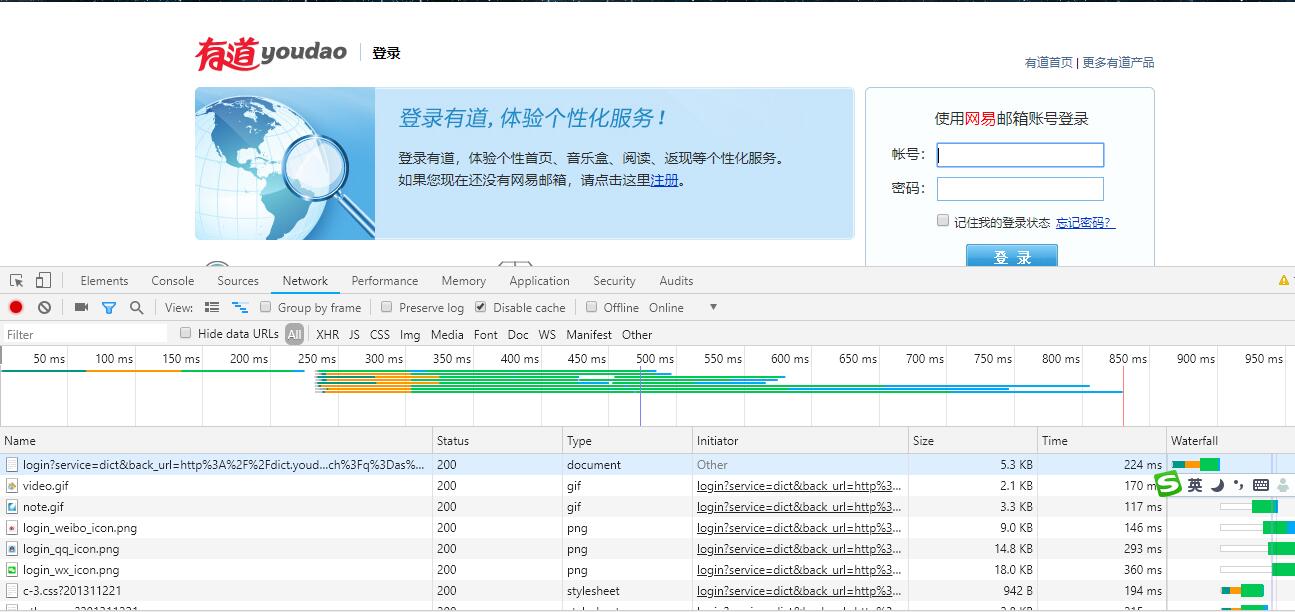 有道youdao 登录
有道首页 | 更多有道产品
登录有道, 体验个性化服务!
登录有道，体验个性首页、音乐盒、阅读、返现等个性化服务。
如果您现在还没有网易邮箱，请点击这里注册。
使用网易邮箱账号登录
帐号：
密码：
记住我的登录状态 忘记密码？
登 录
Elements Console Sources Network Performance Memory Application Security Audits
View: Group by frame Preserve log Disable cache Offline Online
Filter Hide data URLs All XHR JS CSS Img Media Font Doc WS Manifest Other
50 ms 100 ms 150 ms 200 ms 250 ms 300 ms 350 ms 400 ms 450 ms 500 ms 550 ms 600 ms 650 ms 700 ms 750 ms 800 ms 850 ms 900 ms 950 ms
Name Status Type Initiator Size Time Waterfall
login?service=dict&back_url=http%3A%2F%2Fdict.youd...ch%3Fq%3Das%... 200 document Other 5.3 KB 224 ms
video.gif 200 gif login?service=dict&back_url=http%3... 2.1 KB 170 ms
S 英
note.gif 200 gif login?service=dict&back_url=http%3... 3.3 KB 117 ms
login_weibo_icon.png 200 png login?service=dict&back_url=http%3... 9.0 KB 146 ms
login_qq_icon.png 200 png login?service=dict&back_url=http%3... 14.8 KB 293 ms
login_wx_icon.png 200 png login?service=dict&back_url=http%3... 18.0 KB 360 ms
c-3.css?201311221 200 stylesheet login?service=dict&back_url=http%3... 942 B 194 ms